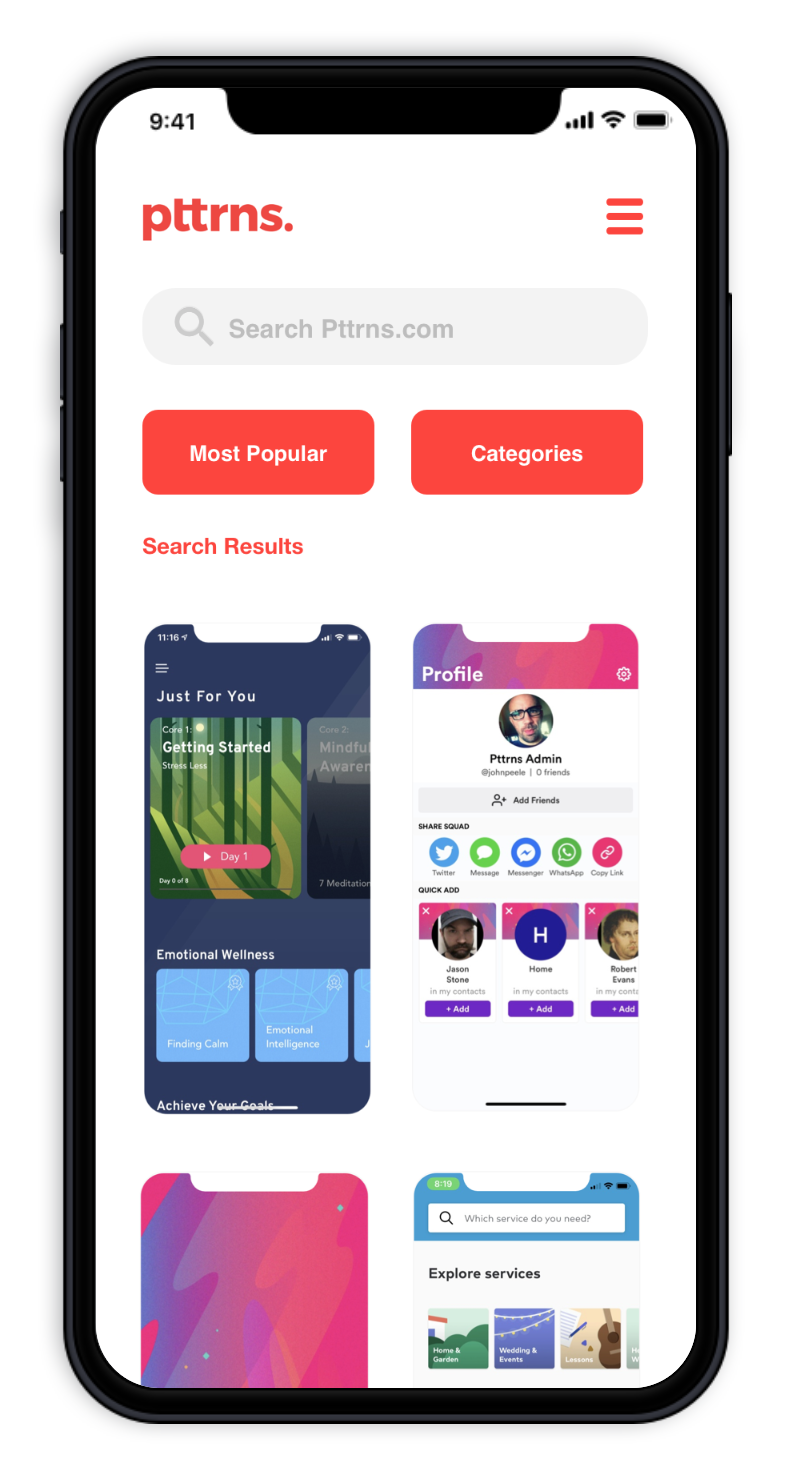 9:41
pttrns.
Search Pttrns.com
Most Popular
Categories
Search Results
11:16
Just For You
Core 1:
Getting Started
Stress Less
Day 1
Day 0 of 8
Core 2:
Mindful
Awaren
7 Meditation
Emotional Wellness
Finding Calm
Emotional
Intelligence
J
Achieve Your Goals
Profile
Pttrns Admin
@johnpeele | 0 friends
Add Friends
SHARE SQUAD
Twitter Message Messenger WhatsApp Copy Link
QUICK ADD
H
Jason
Stone
in my contacts
+ Add
Home
in my contacts
+ Add
Robert
Evans
in my conta
+ Add
8:19
Which service do you need?
Explore services
Home &
Garden
Wedding &
Events
Lessons
He
W